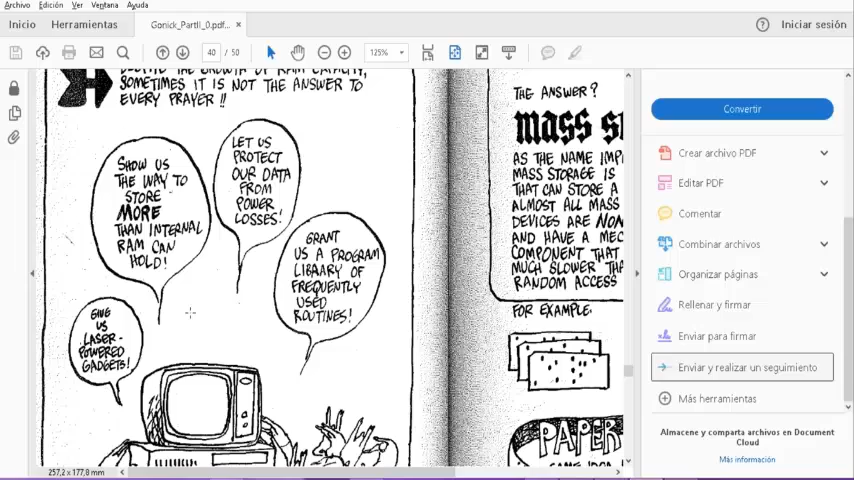 Archivo Edición Ver Ventana Ayuda
Inicio Herramientas Gonick_PartII_0.pdf... × Iniciar sesión
40 / 50 125%
SOMETIMES IT IS NOT THE ANSWER TO
EVERY PRAYER!!
SHOW US
THE WAY TO
STORE
MORE
THAN INTERNAL
RAM CAN
HOLD!
LET US
PROTECT
OUR DATA
FROM
POWER
LOSSES!
GRANT
US A PROGRAM
LIBRARY OF
FREQUENTLY
USED
ROUTINES!
GIVE
US
LASER-
POWERED
GADGETS!
THE ANSWER?
MASS
AS THE NAME
MASS STORAGE IS
THAT CAN STORE A
ALMOST ALL MASS
DEVICES ARE
AND HAVE A
COMPONENT THAT
MUCH SLOWER
RANDOM ACCESS
FOR EXAMPLE.
PAPER
SAME IDEA
Convertir
Crear archivo PDF
Editar PDF
Comentar
Combinar archivos
Organizar páginas
Rellenar y firmar
Enviar para firmar
Enviar y realizar un seguimiento
Más herramientas
Almacene y comparta archivos en Document
Cloud
Más información
257,2 x 177,8 mm